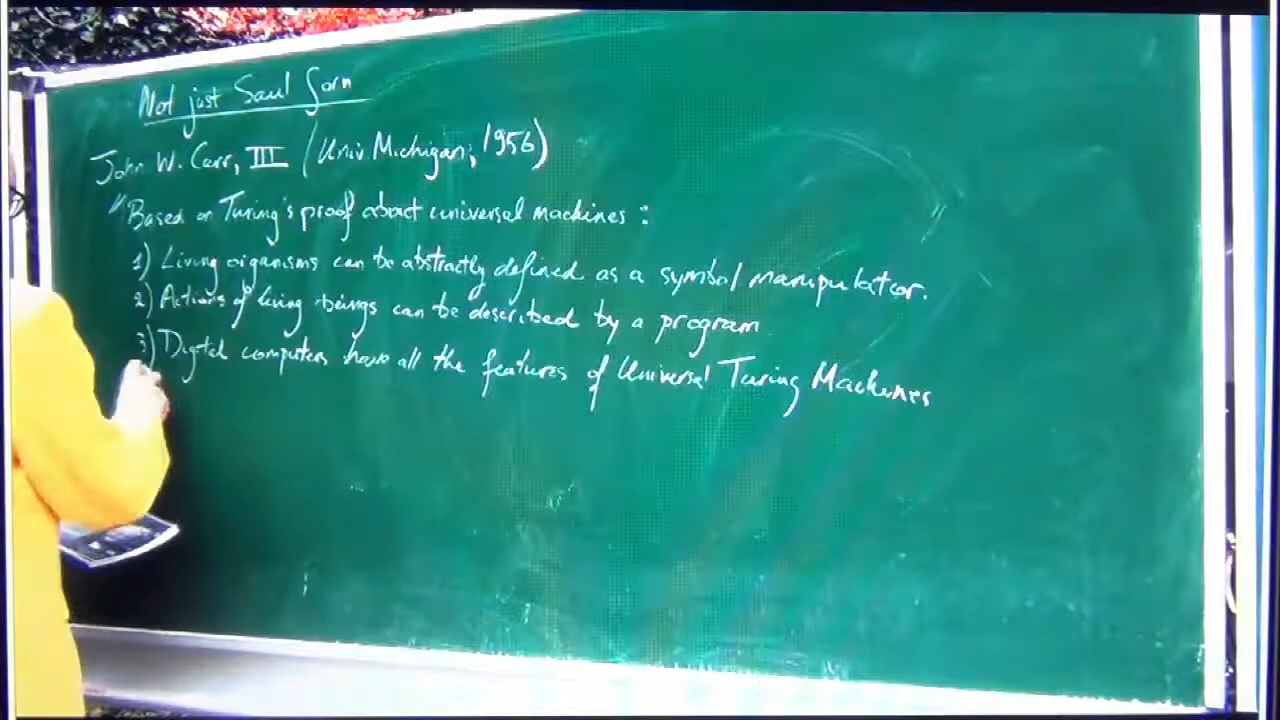 Not just Saul Gorn
John W. Carr, III (Univ. Michigan; 1956)
"Based on Turing's proof about universal machines :
1) Living organisms can be abstractly defined as a symbol manipulator.
2) Actions of living beings can be described by a program
3) Digital computers have all the features of Universal Turing Machines